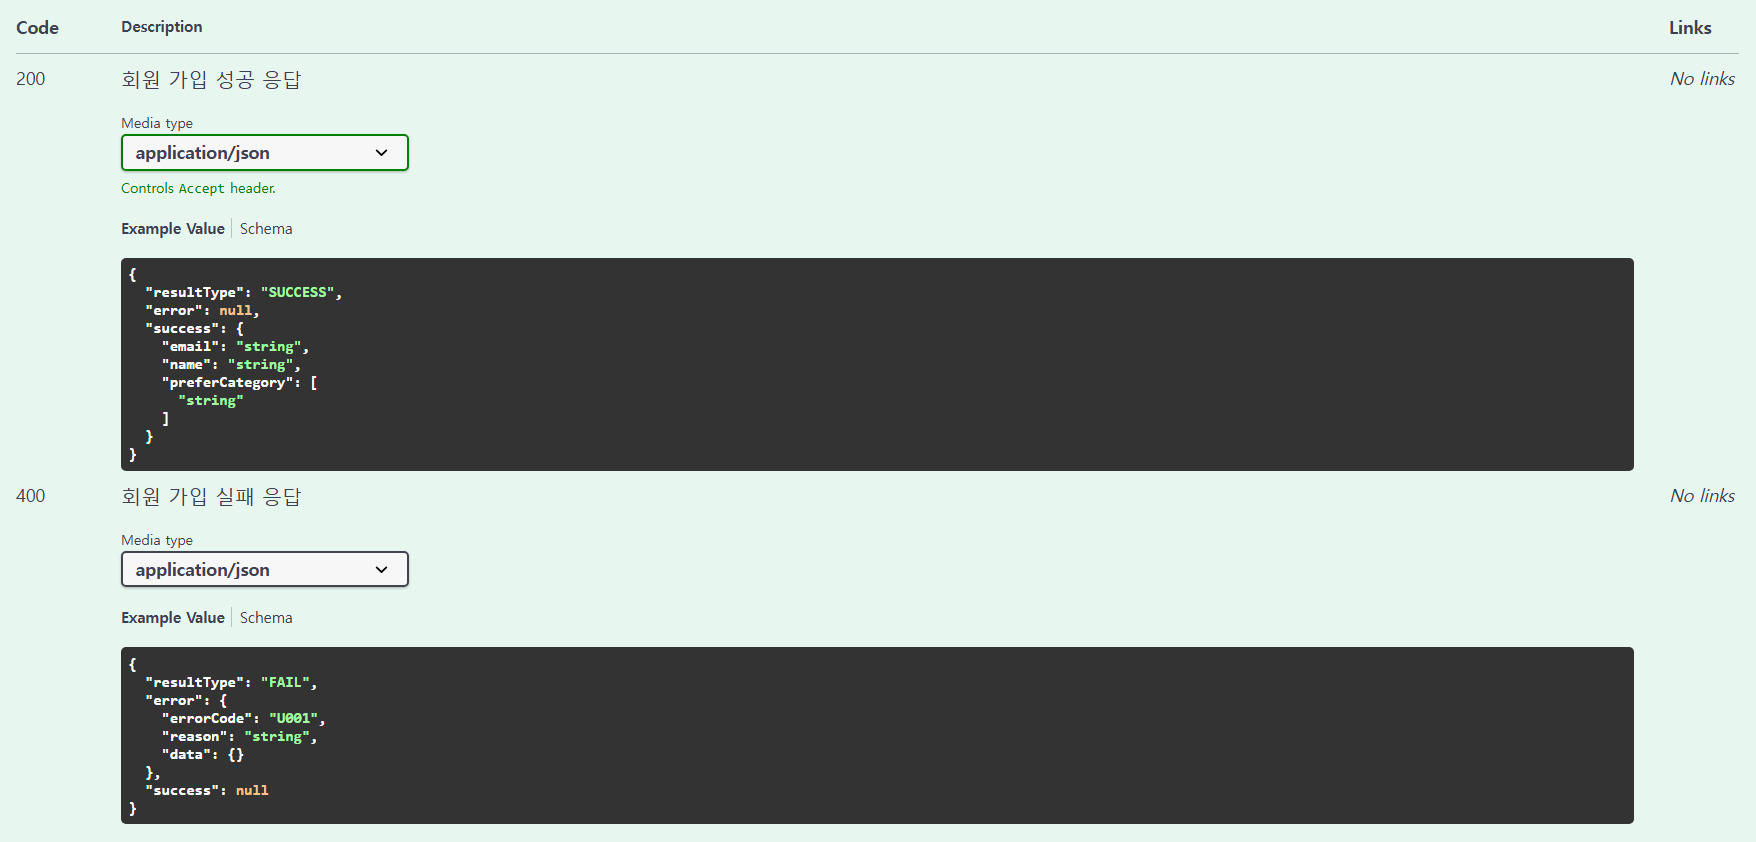 Code Description Links
200 회원 가입 성공 응답 No links
Media type
application/json
Controls Accept header.
Example Value Schema
{
  "resultType": "SUCCESS",
  "error": null,
  "success": {
    "email": "string",
    "name": "string",
    "preferCategory": [
      "string"
    ]
  }
}
400 회원 가입 실패 응답 No links
Media type
application/json
Example Value Schema
{
  "resultType": "FAIL",
  "error": {
    "errorCode": "U001",
    "reason": "string",
    "data": {}
  },
  "success": null
}